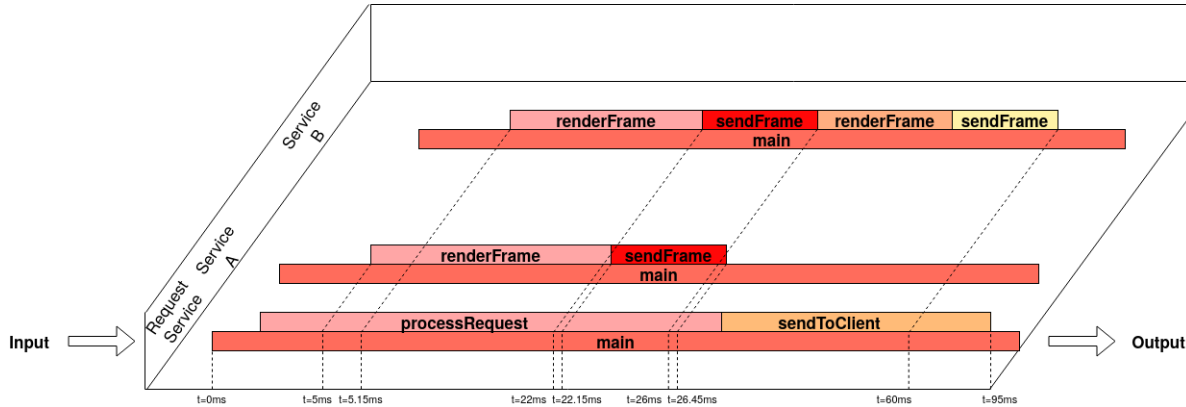 Service
B
renderFrame
sendFrame
renderFrame
sendFrame
main
Service
A
renderFrame
sendFrame
main
Request
Service
processRequest
sendToClient
main
Input
Output
t=0ms
t=5ms
t=5.15ms
t=22ms
t=22.15ms
t=26ms
t=26.45ms
t=60ms
t=95ms